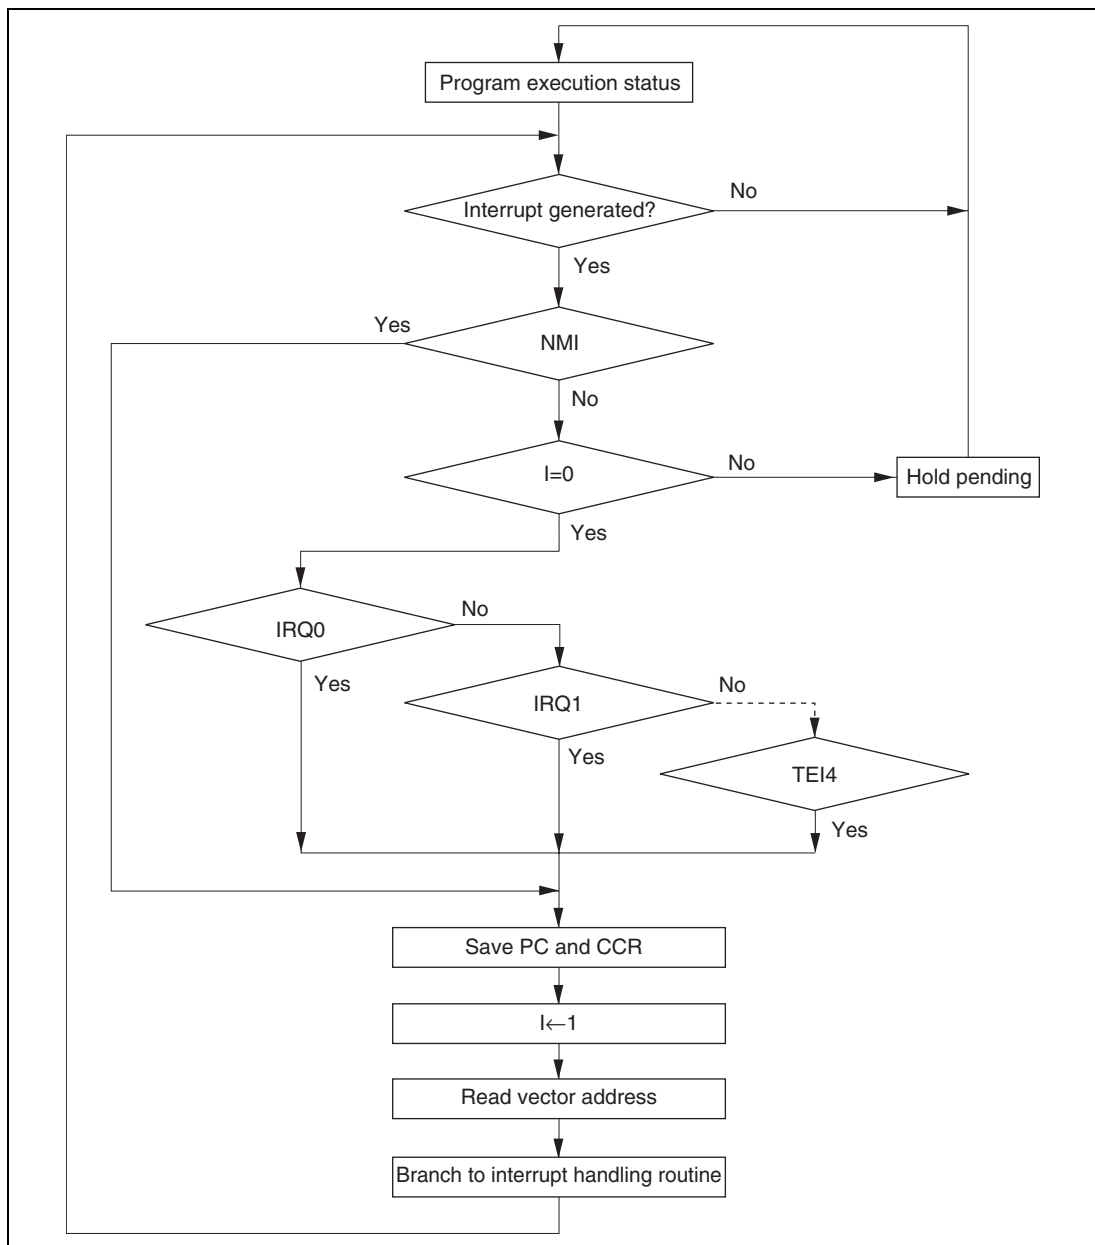 Program execution status
Interrupt generated?
No
Yes
Yes
NMI
No
I=0
No
Hold pending
Yes
IRQ0
No
Yes
IRQ1
No
Yes
TEI4
Yes
Save PC and CCR
I←1
Read vector address
Branch to interrupt handling routine